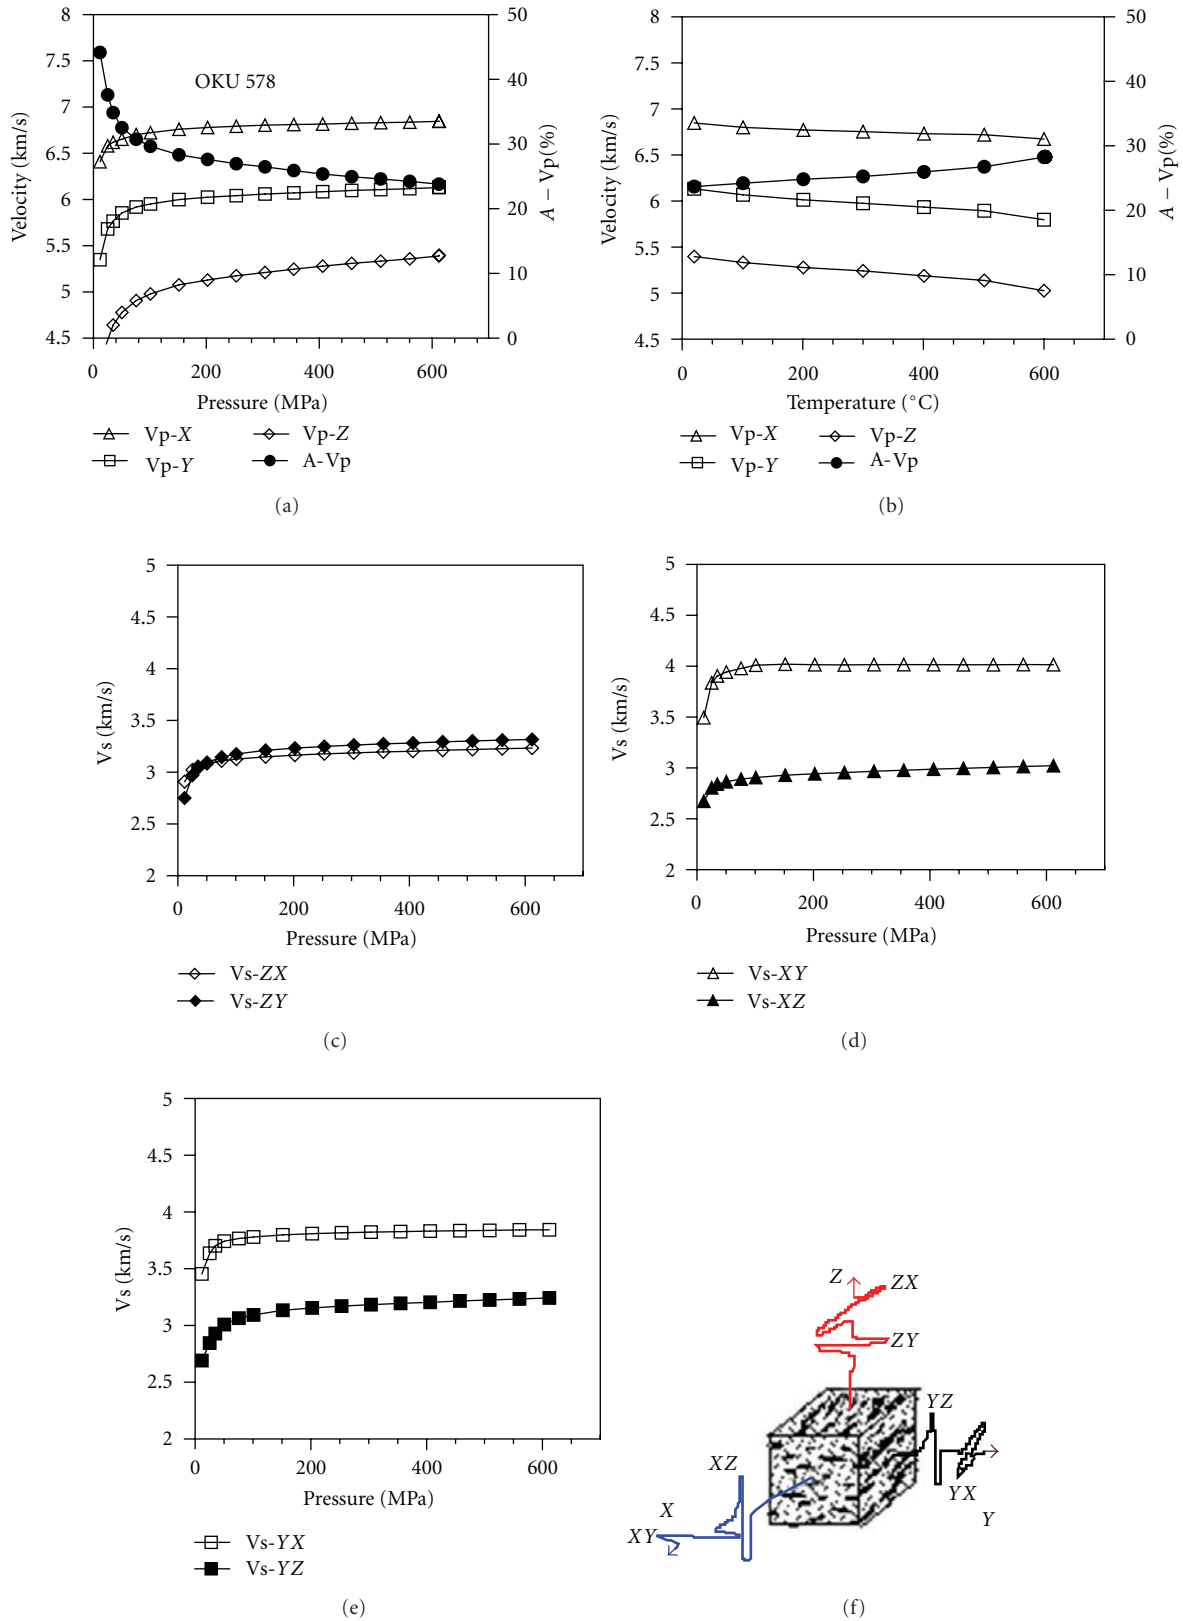 8
7.5
7
6.5
6
5.5
5
4.5
Velocity (km/s)
OKU 578
50
40
30
20
10
0
A – Vp(%)
0 200 400 600
Pressure (MPa)
Vp-X Vp-Z
Vp-Y A-Vp
(a)
8
7.5
7
6.5
6
5.5
5
4.5
Velocity (km/s)
50
40
30
20
10
0
A – Vp(%)
0 200 400 600
Temperature (°C)
Vp-X Vp-Z
Vp-Y A-Vp
(b)
5
4.5
4
3.5
3
2.5
2
Vs (km/s)
0 200 400 600
Pressure (MPa)
Vs-ZX
Vs-ZY
(c)
5
4.5
4
3.5
3
2.5
2
Vs (km/s)
0 200 400 600
Pressure (MPa)
Vs-XY
Vs-XZ
(d)
5
4.5
4
3.5
3
2.5
2
Vs (km/s)
0 200 400 600
Pressure (MPa)
Vs-YX
Vs-YZ
(e)
Z ZX
ZY
YZ
XZ
YX
X
Y
XY
(f)